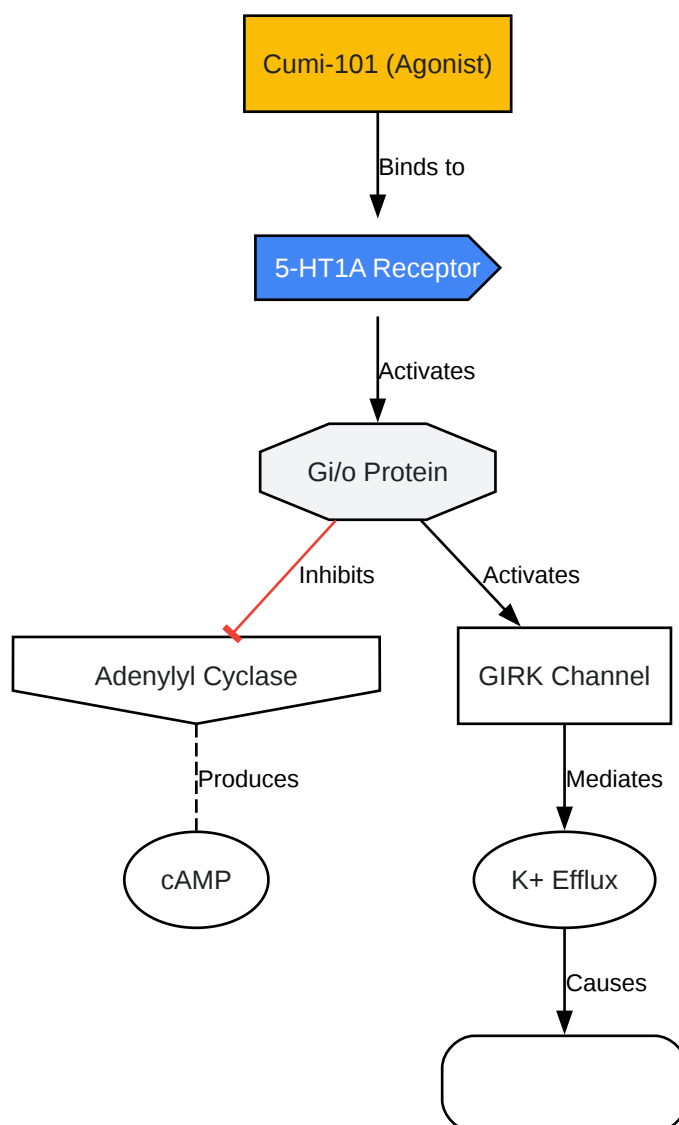 Cumi-101 (Agonist)
Binds to
5-HT1A Receptor
Activates
Gi/o Protein
Inhibits
Activates
Adenylyl Cyclase
GIRK Channel
Produces
Mediates
cAMP
K+ Efflux
Causes